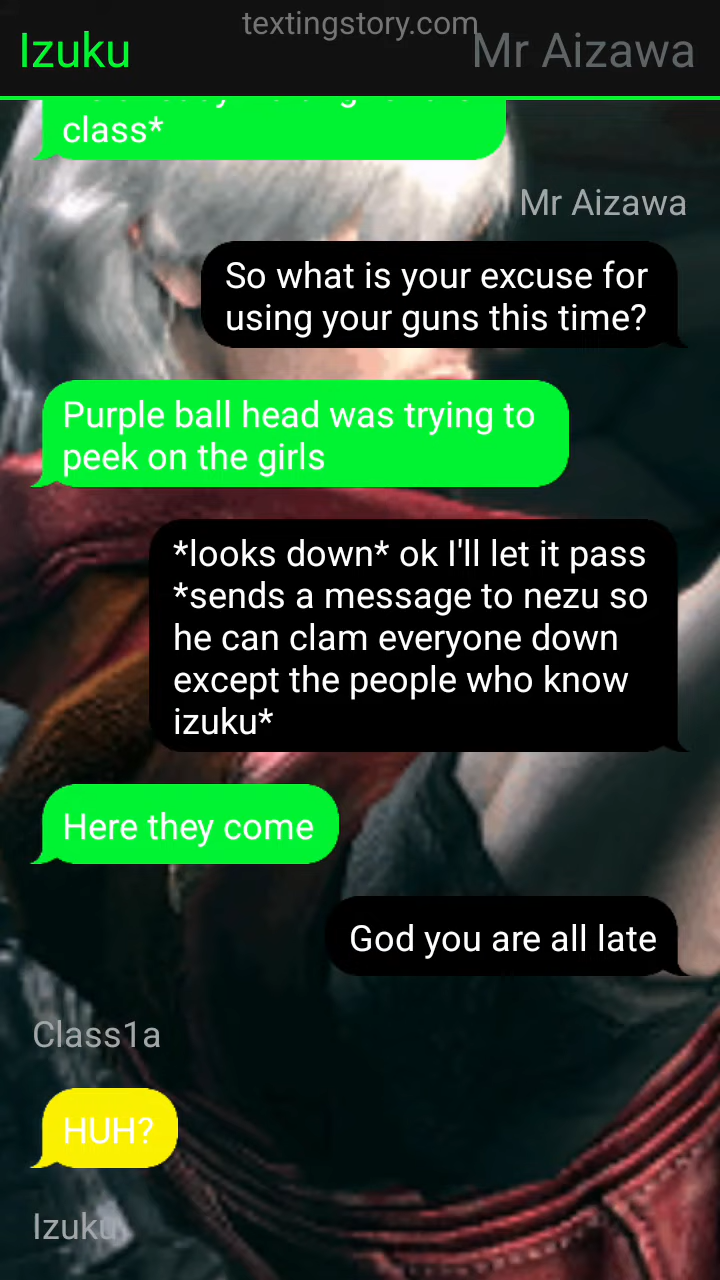 textingstory.com
Izuku
Mr Aizawa
class*
Mr Aizawa
So what is your excuse for
using your guns this time?
Purple ball head was trying to
peek on the girls
*looks down* ok I'll let it pass
*sends a message to nezu so
he can clam everyone down
except the people who know
izuku*
Here they come
God you are all late
Class1a
HUH?
Izuku